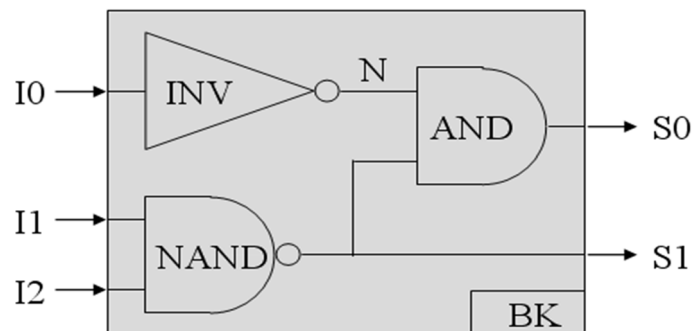 N
I0 INV
AND S0
I1
NAND S1
I2
BK